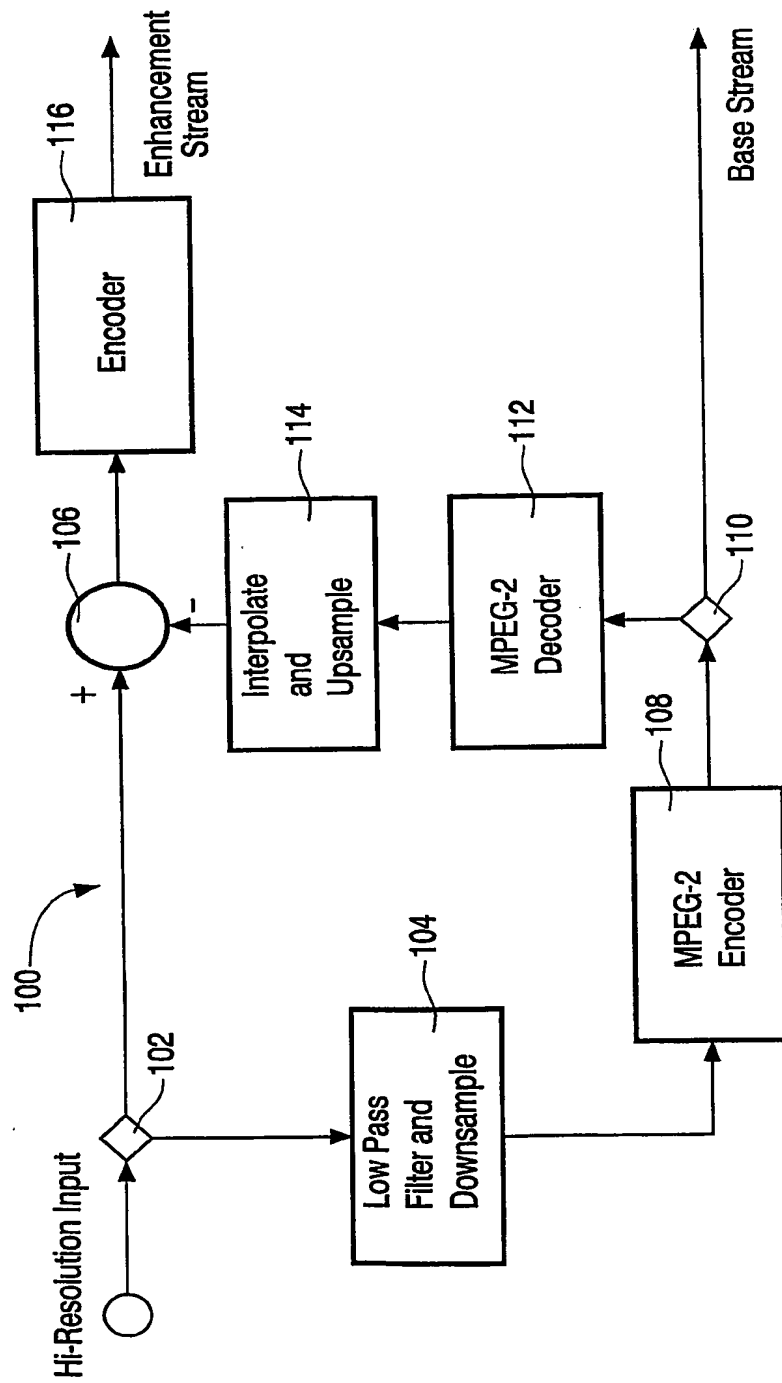 Hi-Resolution Input
102
100
+
106
-
Encoder
116
Enhancement
Stream
Low Pass
Filter and
Downsample
104
Interpolate
and
Upsample
114
MPEG-2
Decoder
112
MPEG-2
Encoder
108
110
Base Stream